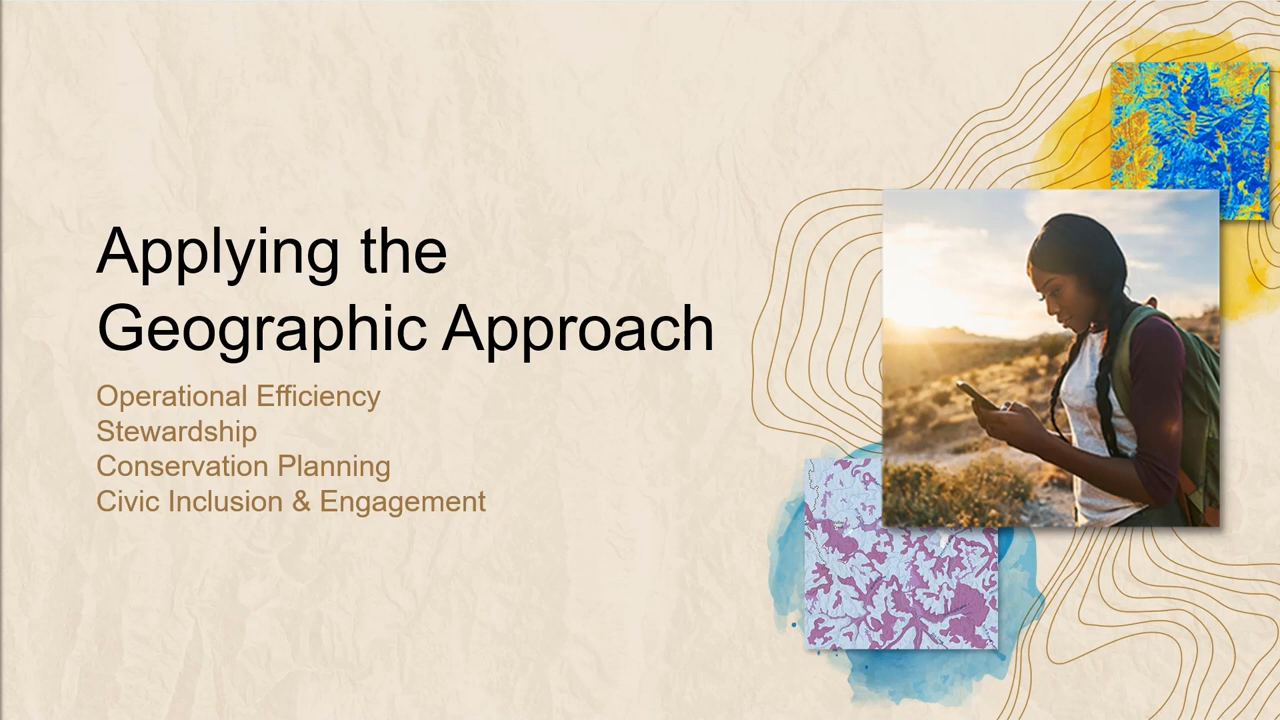 Applying the
Geographic Approach
Operational Efficiency
Stewardship
Conservation Planning
Civic Inclusion & Engagement